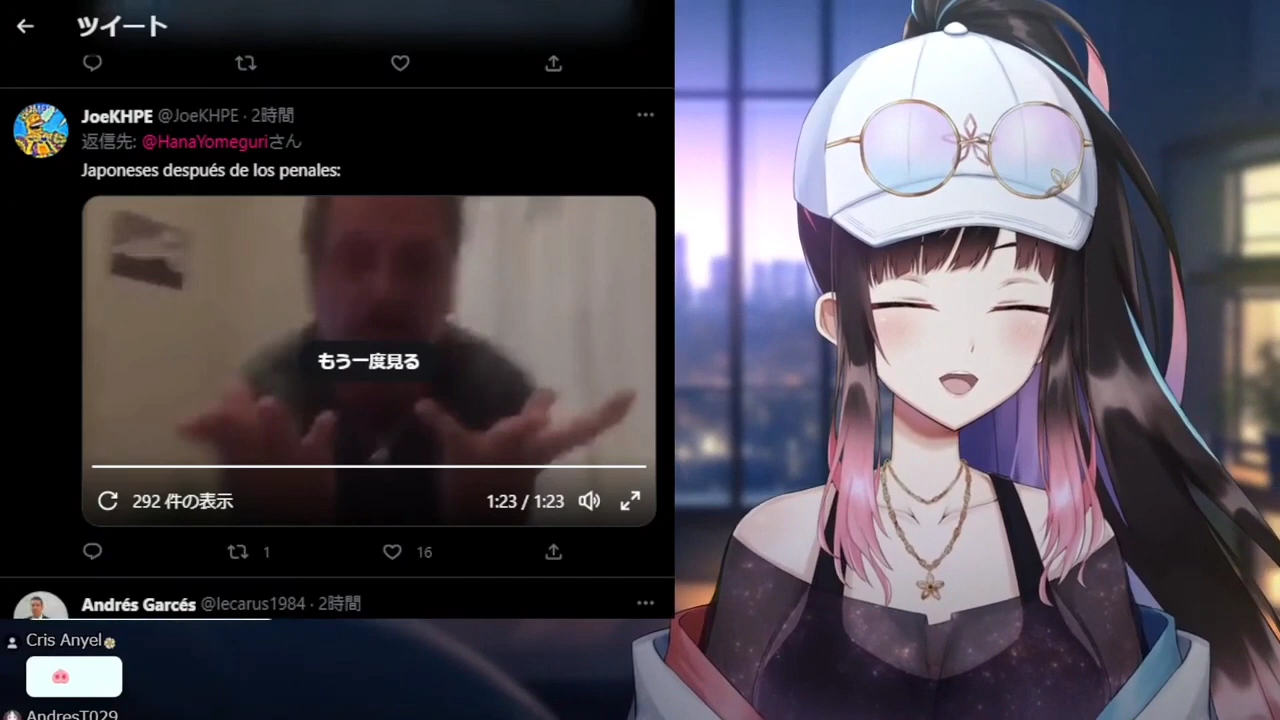 ツイート
JoeKHPE @JoeKHPE · 2時間
返信先: @HanaYomeguriさん
Japoneses después de los penales:
もう一度見る
292 件の表示
1:23 / 1:23
1
16
Andrés Garcés @lecarus1984 · 2時間
Cris Anyel
AndresT029